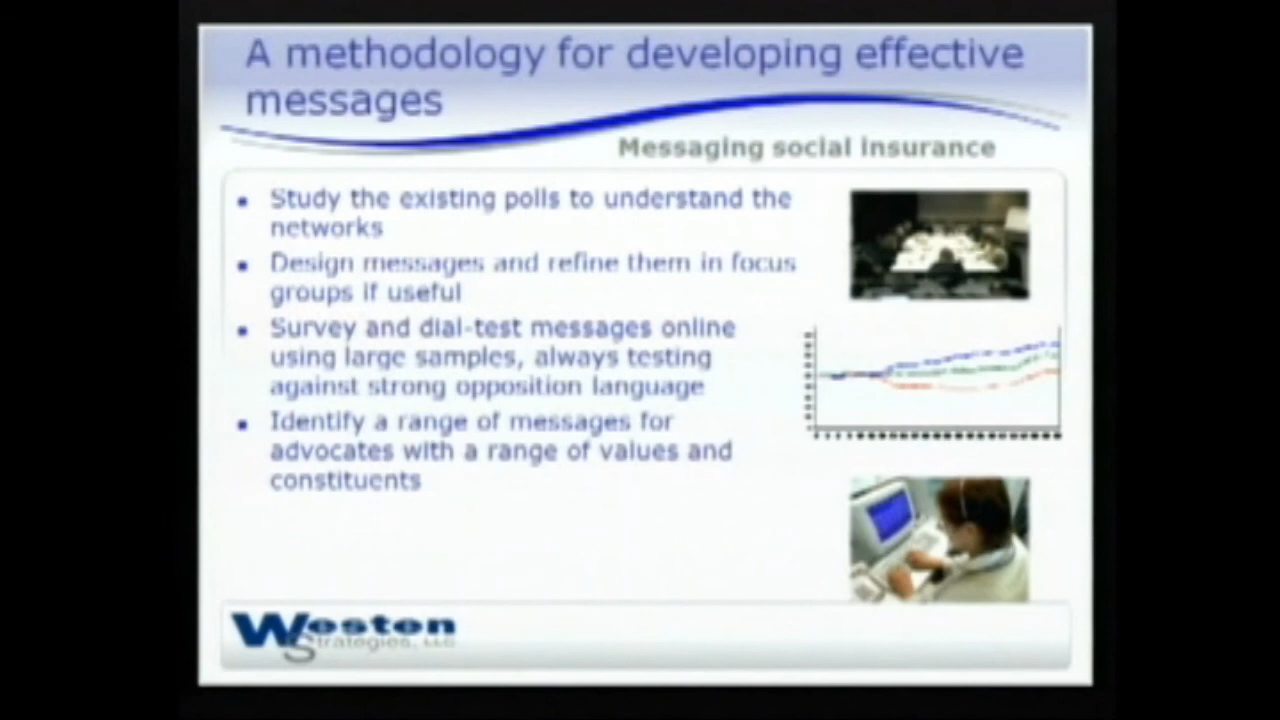 A methodology for developing effective
messages
Messaging social insurance
▪ Study the existing polls to understand the
networks
▪ Design messages and refine them in focus
groups if useful
▪ Survey and dial-test messages online
using large samples, always testing
against strong opposition language
▪ Identify a range of messages for
advocates with a range of values and
constituents
Westen
Strategies, LLC